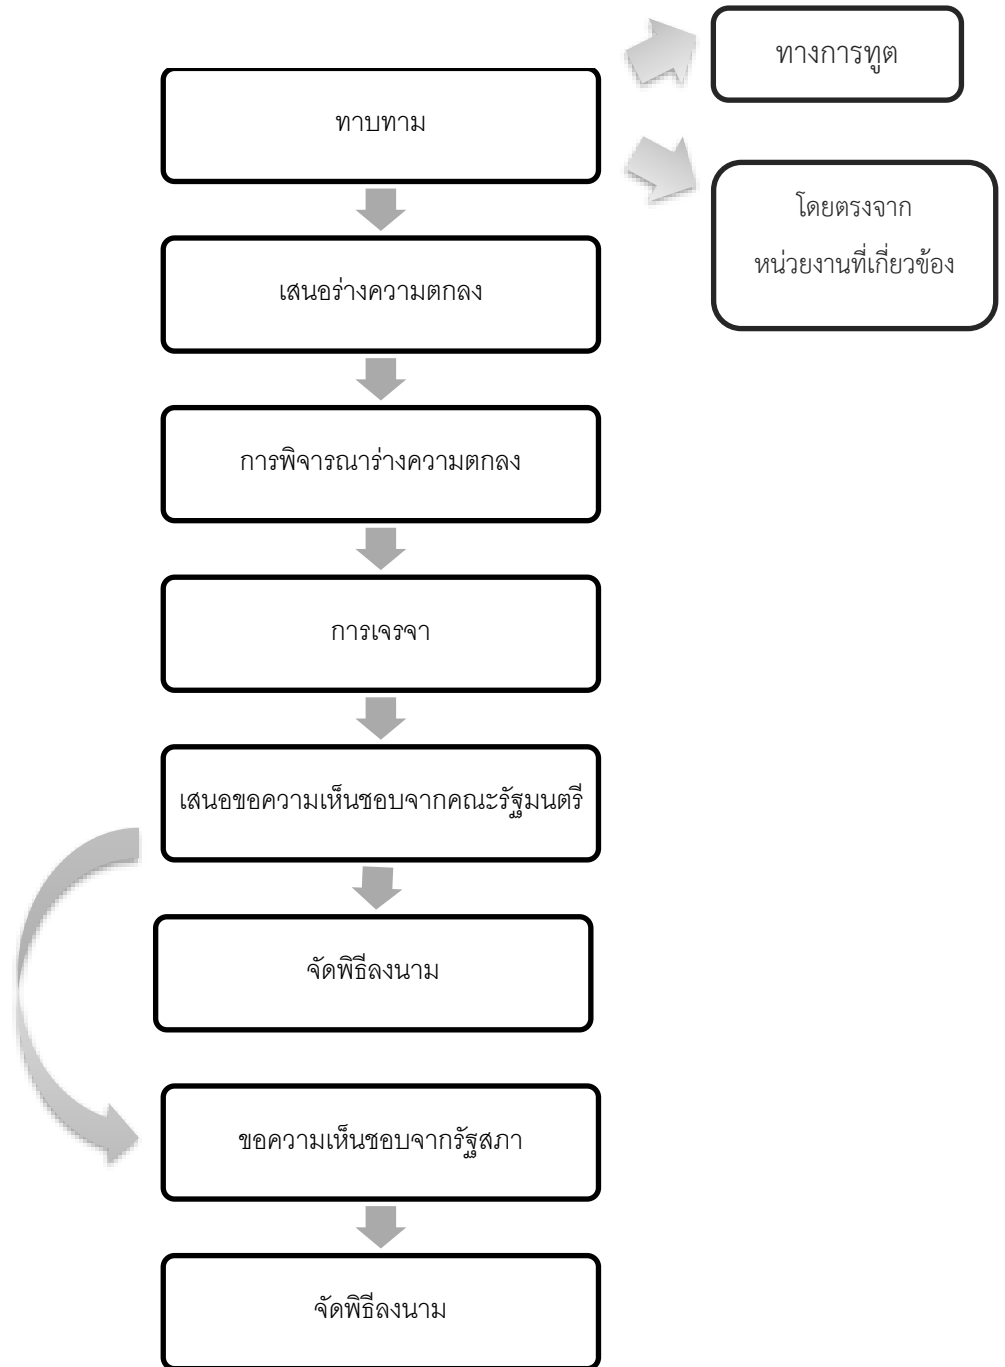 ทาบทาม
ทางการทูต
โดยตรงจาก
หน่วยงานที่เกี่ยวข้อง
เสนอร่างความตกลง
การพิจารณาร่างความตกลง
การเจรจา
เสนอขอความเห็นชอบจากคณะรัฐมนตรี
จัดพิธีลงนาม
ขอความเห็นชอบจากรัฐสภา
จัดพิธีลงนาม